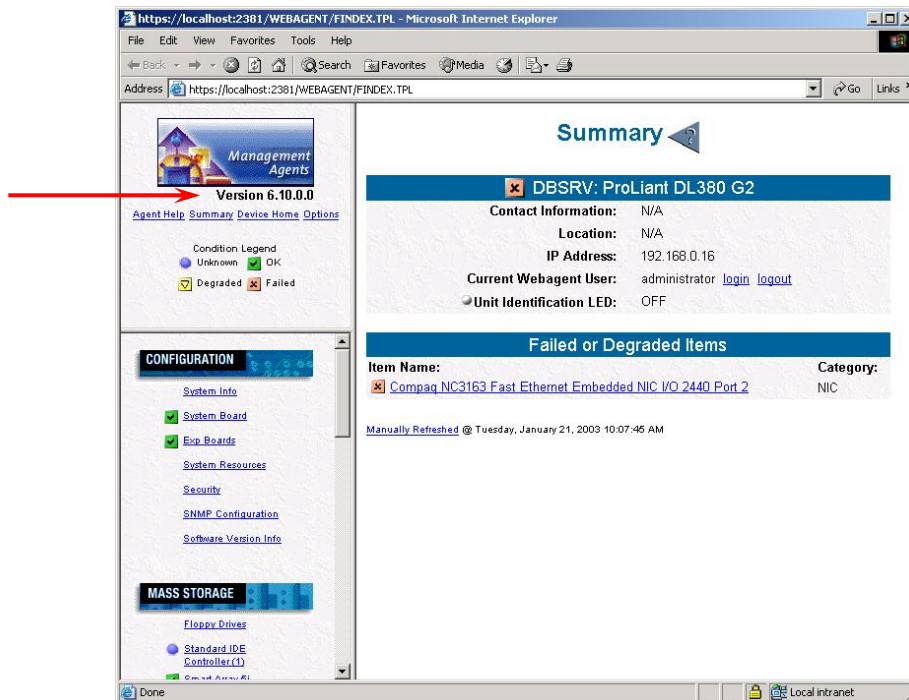 https://localhost:2381/WEBAGENT/FINDEX.TPL - Microsoft Internet Explorer
File Edit View Favorites Tools Help
Back Search Favorites Media
Address https://localhost:2381/WEBAGENT/FINDEX.TPL Go Links
Management
Agents
Version 6.10.0.0
Agent Help Summary Device Home Options
Condition Legend
Unknown OK
Degraded Failed
CONFIGURATION
System Info
System Board
Exp Boards
System Resources
Security
SNMP Configuration
Software Version Info
MASS STORAGE
Floppy Drives
Standard IDE
Controller (1)
Summary ?
DBSRV: ProLiant DL380 G2
Contact Information: N/A
Location: N/A
IP Address: 192.168.0.16
Current Webagent User: administrator login logout
Unit Identification LED: OFF
Failed or Degraded Items
Item Name: Category:
Compaq NC3163 Fast Ethernet Embedded NIC I/O 2440 Port 2 NIC
Manually Refreshed @ Tuesday, January 21, 2003 10:07:45 AM
Done Local intranet